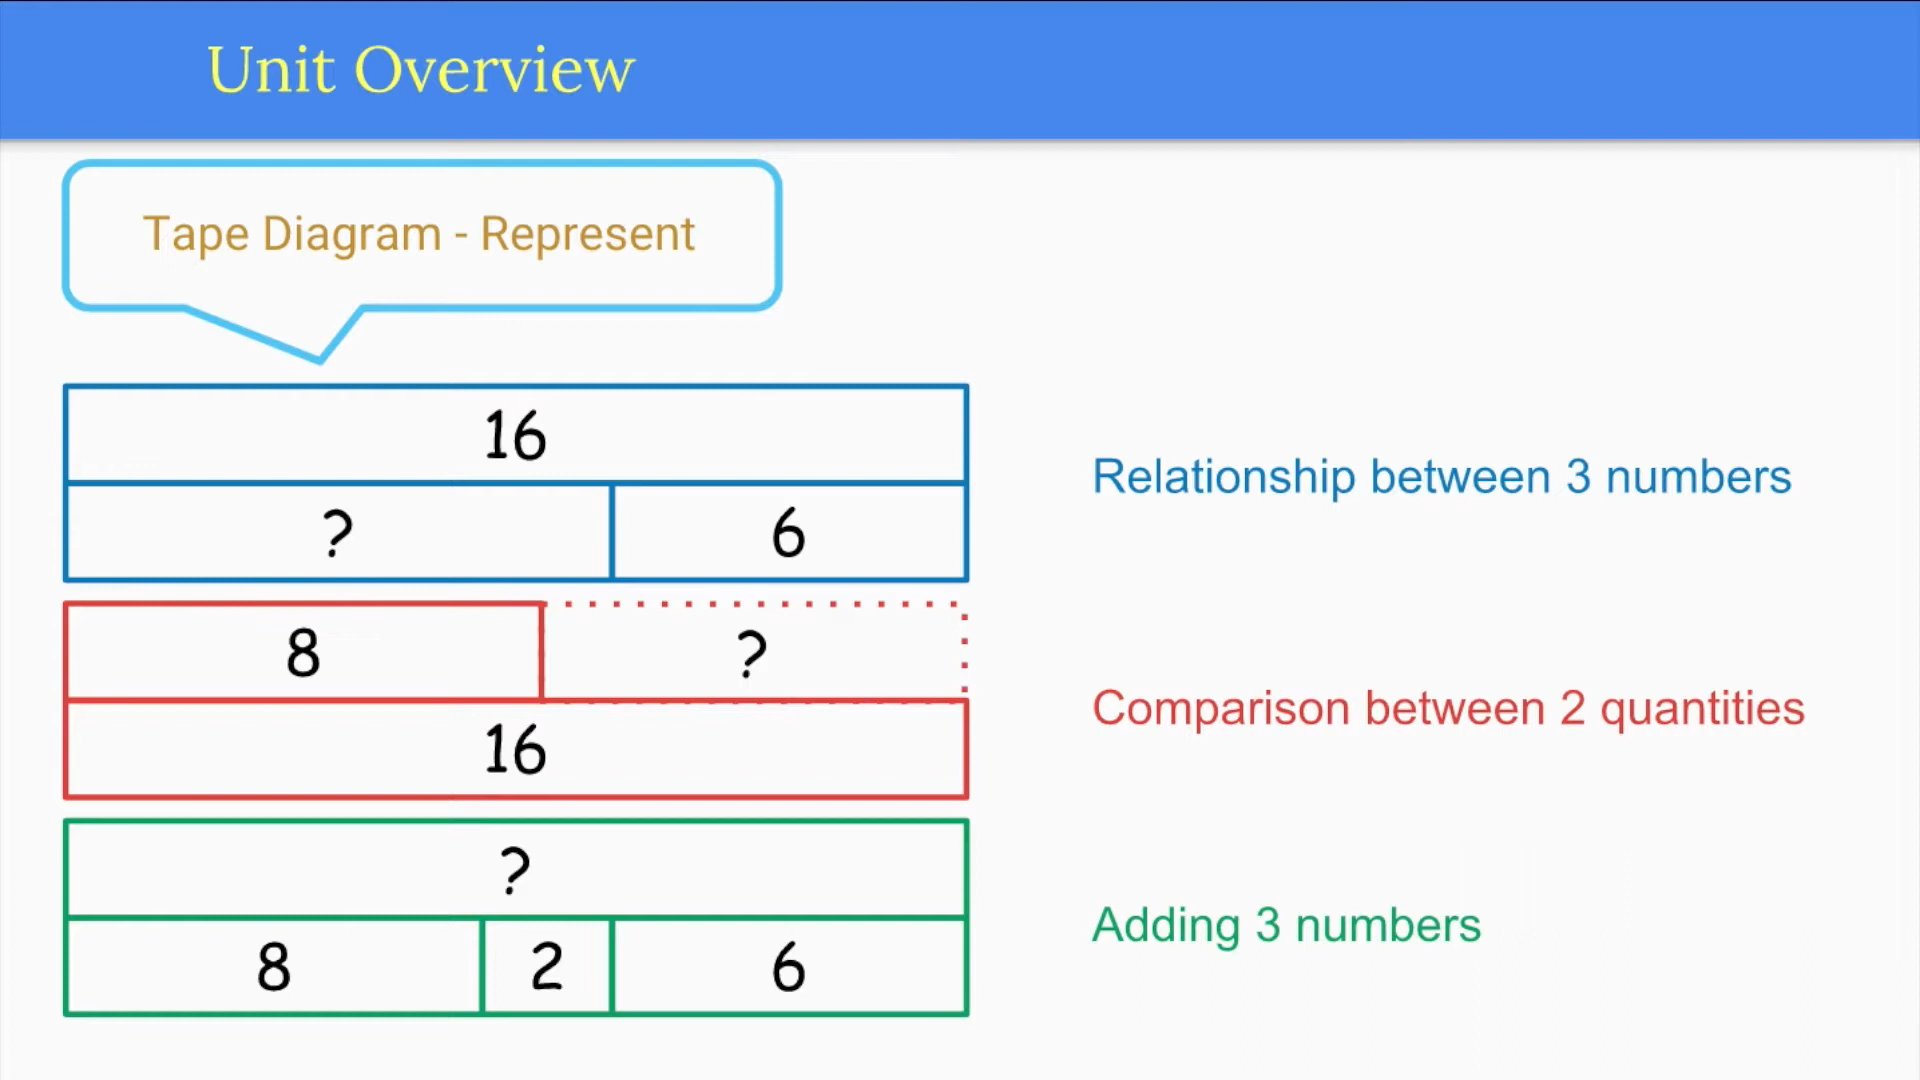 Unit Overview
Tape Diagram - Represent
16
? 6
Relationship between 3 numbers
8 ?
16
Comparison between 2 quantities
?
8 2 6
Adding 3 numbers